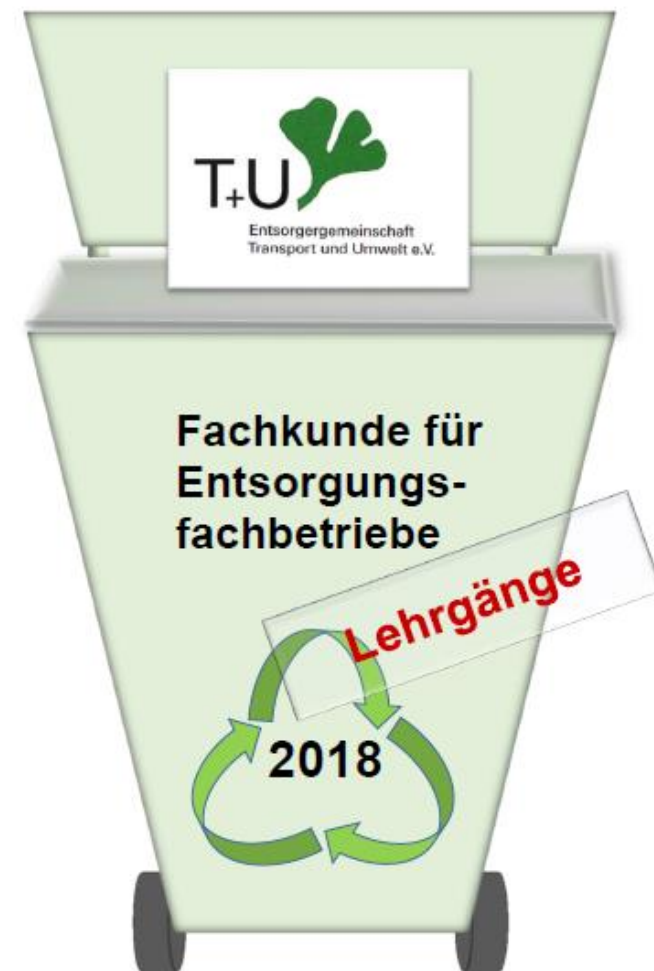 T+U
Entsorgergemeinschaft
Transport und Umwelt e.V.
Fachkunde für
Entsorgungs-
fachbetriebe
Lehrgänge
2018